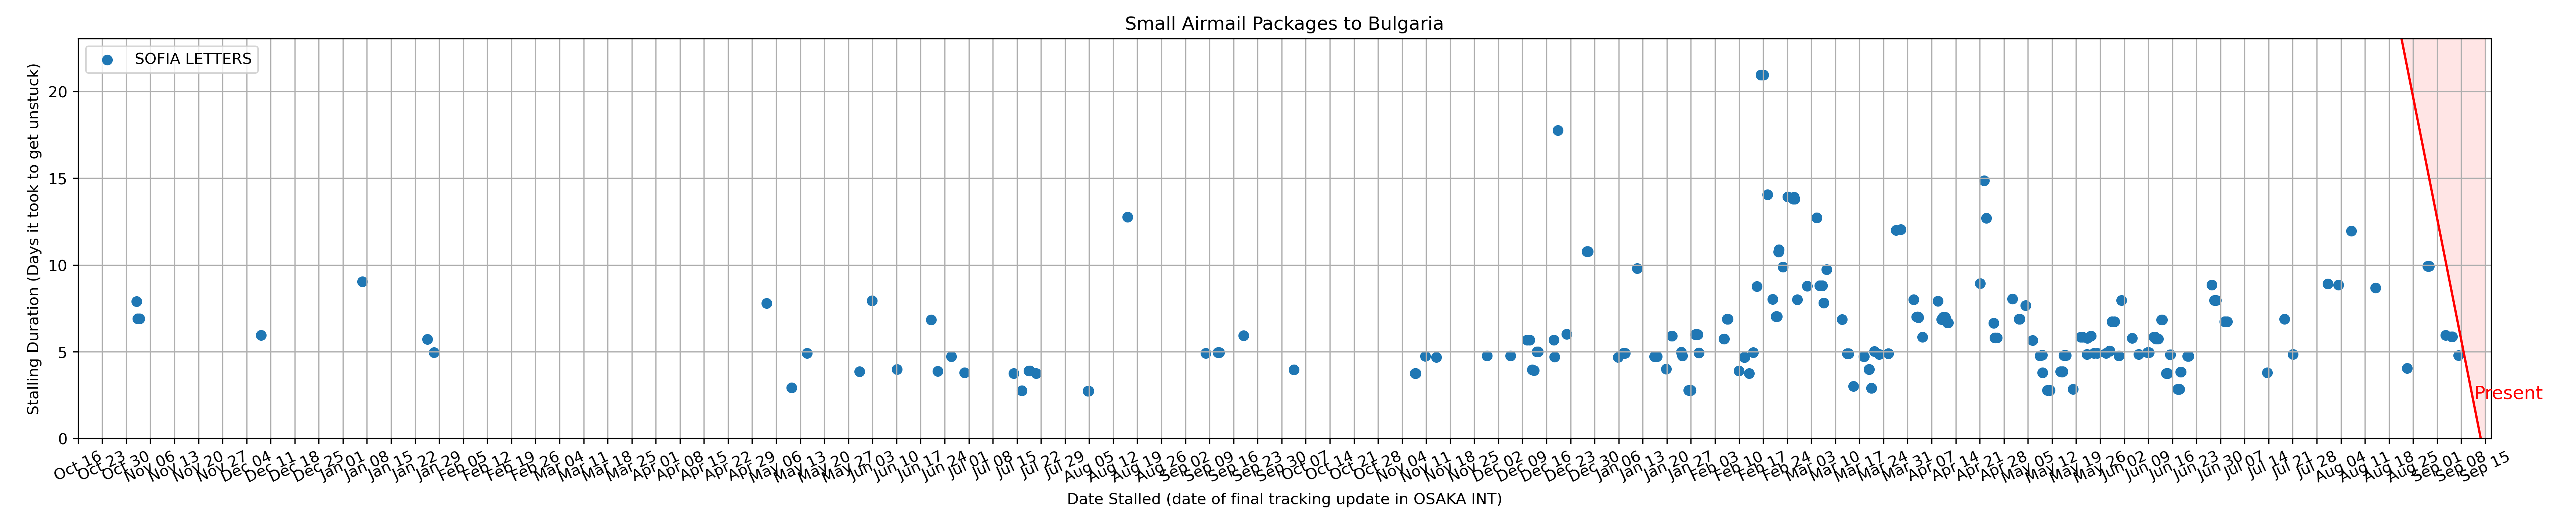 Small Airmail Packages to Bulgaria
SOFIA LETTERS
Stalling Duration (Days it took to get unstuck)
20
15
10
5
0
Present
Oct 16 Oct 23 Oct 30 Nov 06 Nov 13 Nov 20 Nov 27 Dec 04 Dec 11 Dec 18 Dec 25 Jan 01 Jan 08 Jan 15 Jan 22 Jan 29 Feb 05 Feb 12 Feb 19 Feb 26 Mar 04 Mar 11 Mar 18 Mar 25 Apr 01 Apr 08 Apr 15 Apr 22 Apr 29 May 06 May 13 May 20 May 27 Jun 03 Jun 10 Jun 17 Jun 24 Jul 01 Jul 08 Jul 15 Jul 22 Jul 29 Aug 05 Aug 12 Aug 19 Aug 26 Sep 02 Sep 09 Sep 16 Sep 23 Sep 30 Oct 07 Oct 14 Oct 21 Oct 28 Nov 04 Nov 11 Nov 18 Nov 25 Dec 02 Dec 09 Dec 16 Dec 23 Dec 30 Jan 06 Jan 13 Jan 20 Jan 27 Feb 03 Feb 10 Feb 17 Feb 24 Mar 03 Mar 10 Mar 17 Mar 24 Mar 31 Apr 07 Apr 14 Apr 21 Apr 28 May 05 May 12 May 19 May 26 Jun 02 Jun 09 Jun 16 Jun 23 Jun 30 Jul 07 Jul 14 Jul 21 Jul 28 Aug 04 Aug 11 Aug 18 Aug 25 Sep 01 Sep 08 Sep 15
Date Stalled (date of final tracking update in OSAKA INT)